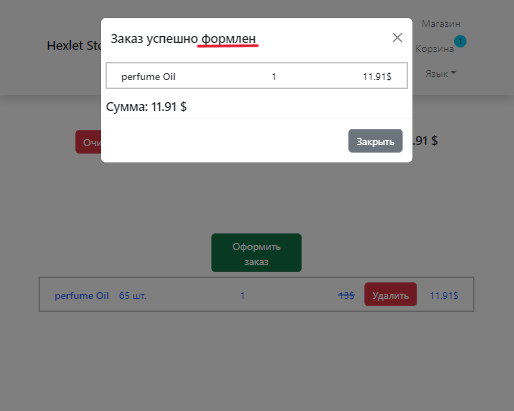 Магазин
Hexlet Sto
Корзина 1
Язык
Заказ успешно формлен
perfume Oil 1 11.91$
Сумма: 11.91 $
Закрыть
Очи
.91 $
Оформить
заказ
perfume Oil 65 шт. 1 13$ Удалить 11.91$